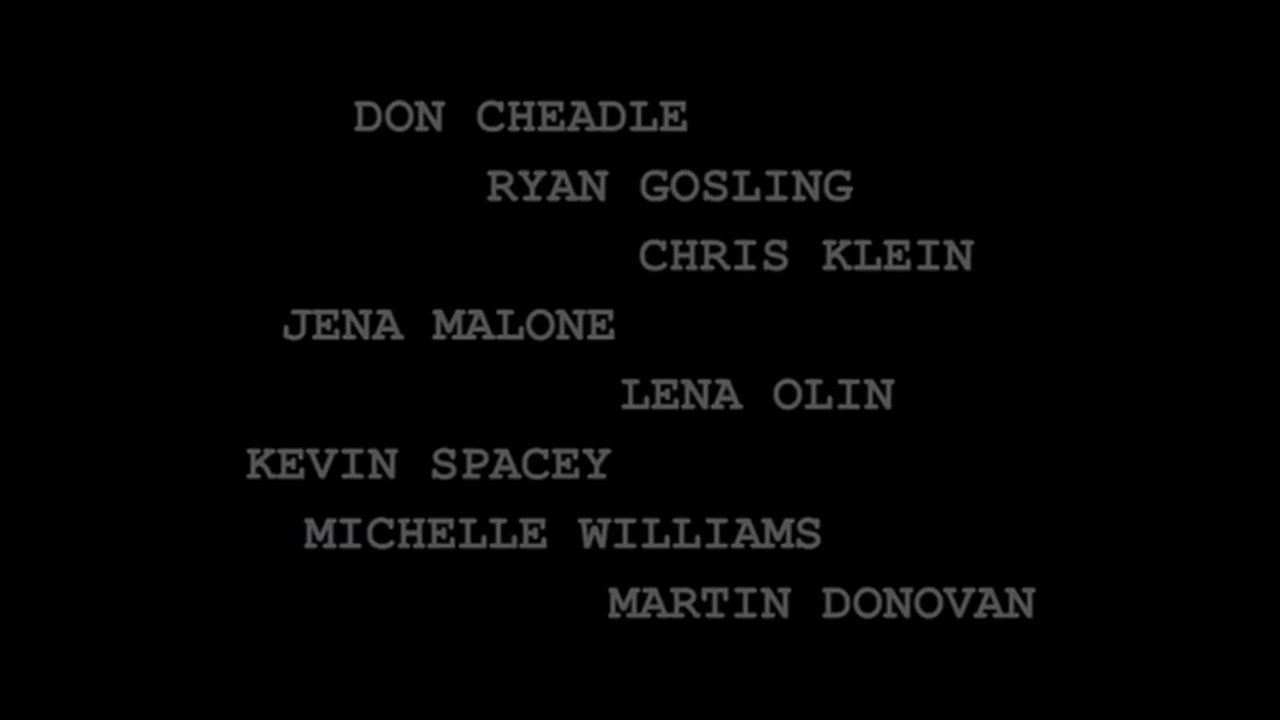 DON CHEADLE
RYAN GOSLING
CHRIS KLEIN
JENA MALONE
LENA OLIN
KEVIN SPACEY
MICHELLE WILLIAMS
MARTIN DONOVAN